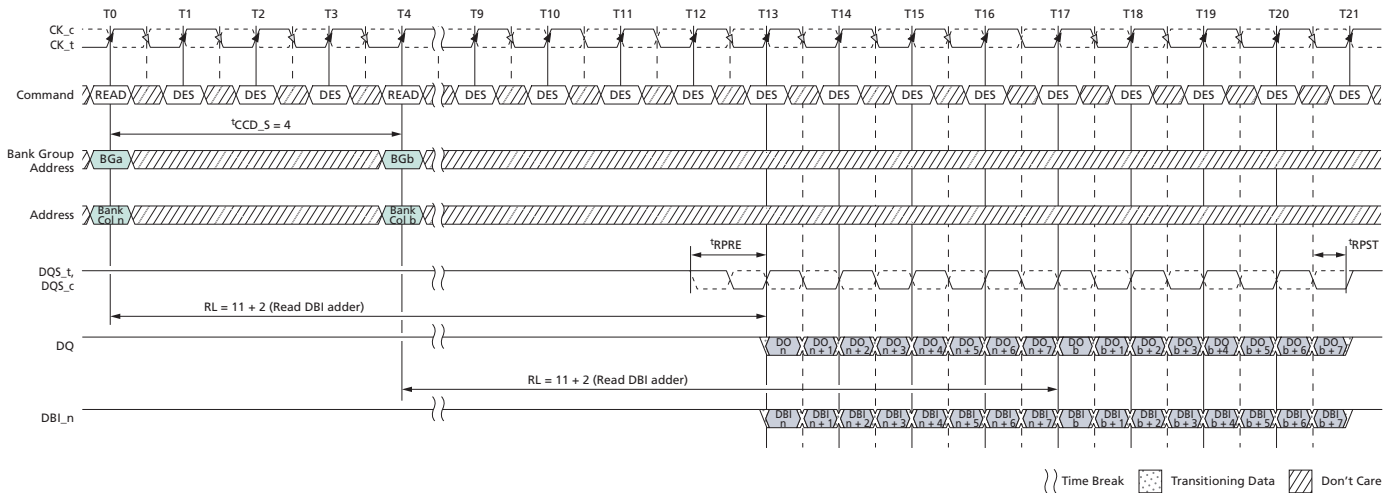 T0 T1 T2 T3 T4 T9 T10 T11 T12 T13 T14 T15 T16 T17 T18 T19 T20 T21
CK_c
CK_t
Command READ DES DES DES READ DES DES DES DES DES DES DES DES DES DES DES DES DES
tCCD_S = 4
Bank Group
Address BGa BGb
Address Bank Col n Bank Col b
tRPRE tRPST
DQS_t,
DQS_c
RL = 11 + 2 (Read DBI adder)
DQ DO n DO n + 1 DO n + 2 DO n + 3 DO n + 4 DO n + 5 DO n + 6 DO n + 7 DO b DO b + 1 DO b + 2 DO b + 3 DO b +4 DO b + 5 DO b + 6 DO b + 7
RL = 11 + 2 (Read DBI adder)
DBI_n DBI n DBI n + 1 DBI n + 2 DBI n + 3 DBI n + 4 DBI n + 5 DBI n + 6 DBI n + 7 DBI b DBI b + 1 DBI b + 2 DBI b + 3 DBI b + 4 DBI b + 5 DBI b + 6 DBI b + 7
Time Break Transitioning Data Don't Care